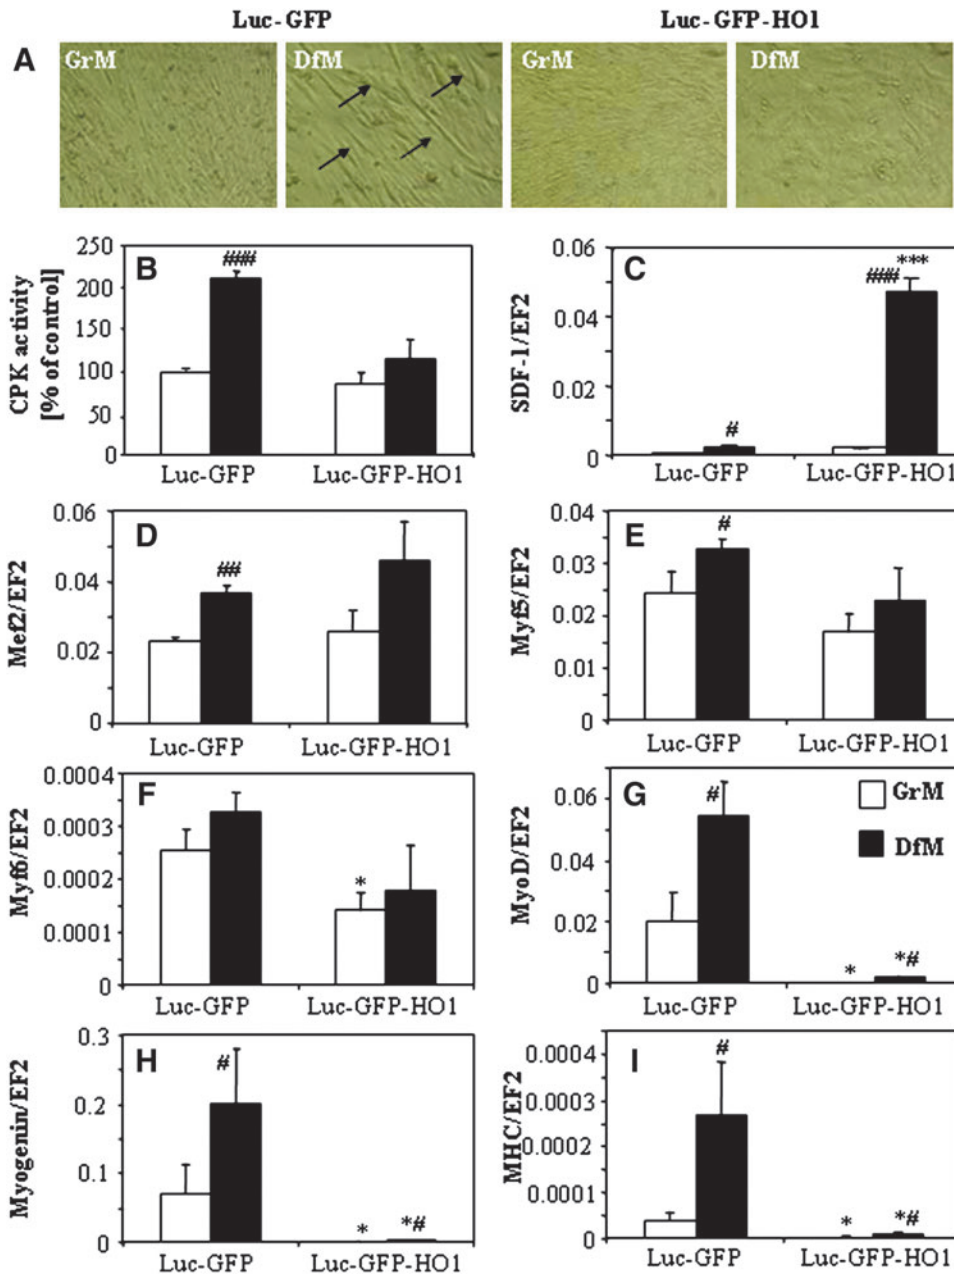 Luc-GFP Luc-GFP-HO1
A GrM DfM GrM DfM
B
CPK activity
[% of control]
250
200
150
100
50
0
###
Luc-GFP Luc-GFP-HO1
C
SDF-1/EF2
0.06
0.04
0.02
0
#
###
***
Luc-GFP Luc-GFP-HO1
D
Mef2/EF2
0.06
0.04
0.02
0
##
Luc-GFP Luc-GFP-HO1
E
Myf5/EF2
0.04
0.03
0.02
0.01
0
#
Luc-GFP Luc-GFP-HO1
F
Myf6/EF2
0.0004
0.0003
0.0002
0.0001
0
*
Luc-GFP Luc-GFP-HO1
G
MyoD/EF2
0.06
0.04
0.02
0
#
*
*#
GrM
DfM
Luc-GFP Luc-GFP-HO1
H
Myogenin/EF2
0.3
0.2
0.1
0
#
*
*#
Luc-GFP Luc-GFP-HO1
I
MHC/EF2
0.0004
0.0003
0.0002
0.0001
0
#
*
*#
Luc-GFP Luc-GFP-HO1